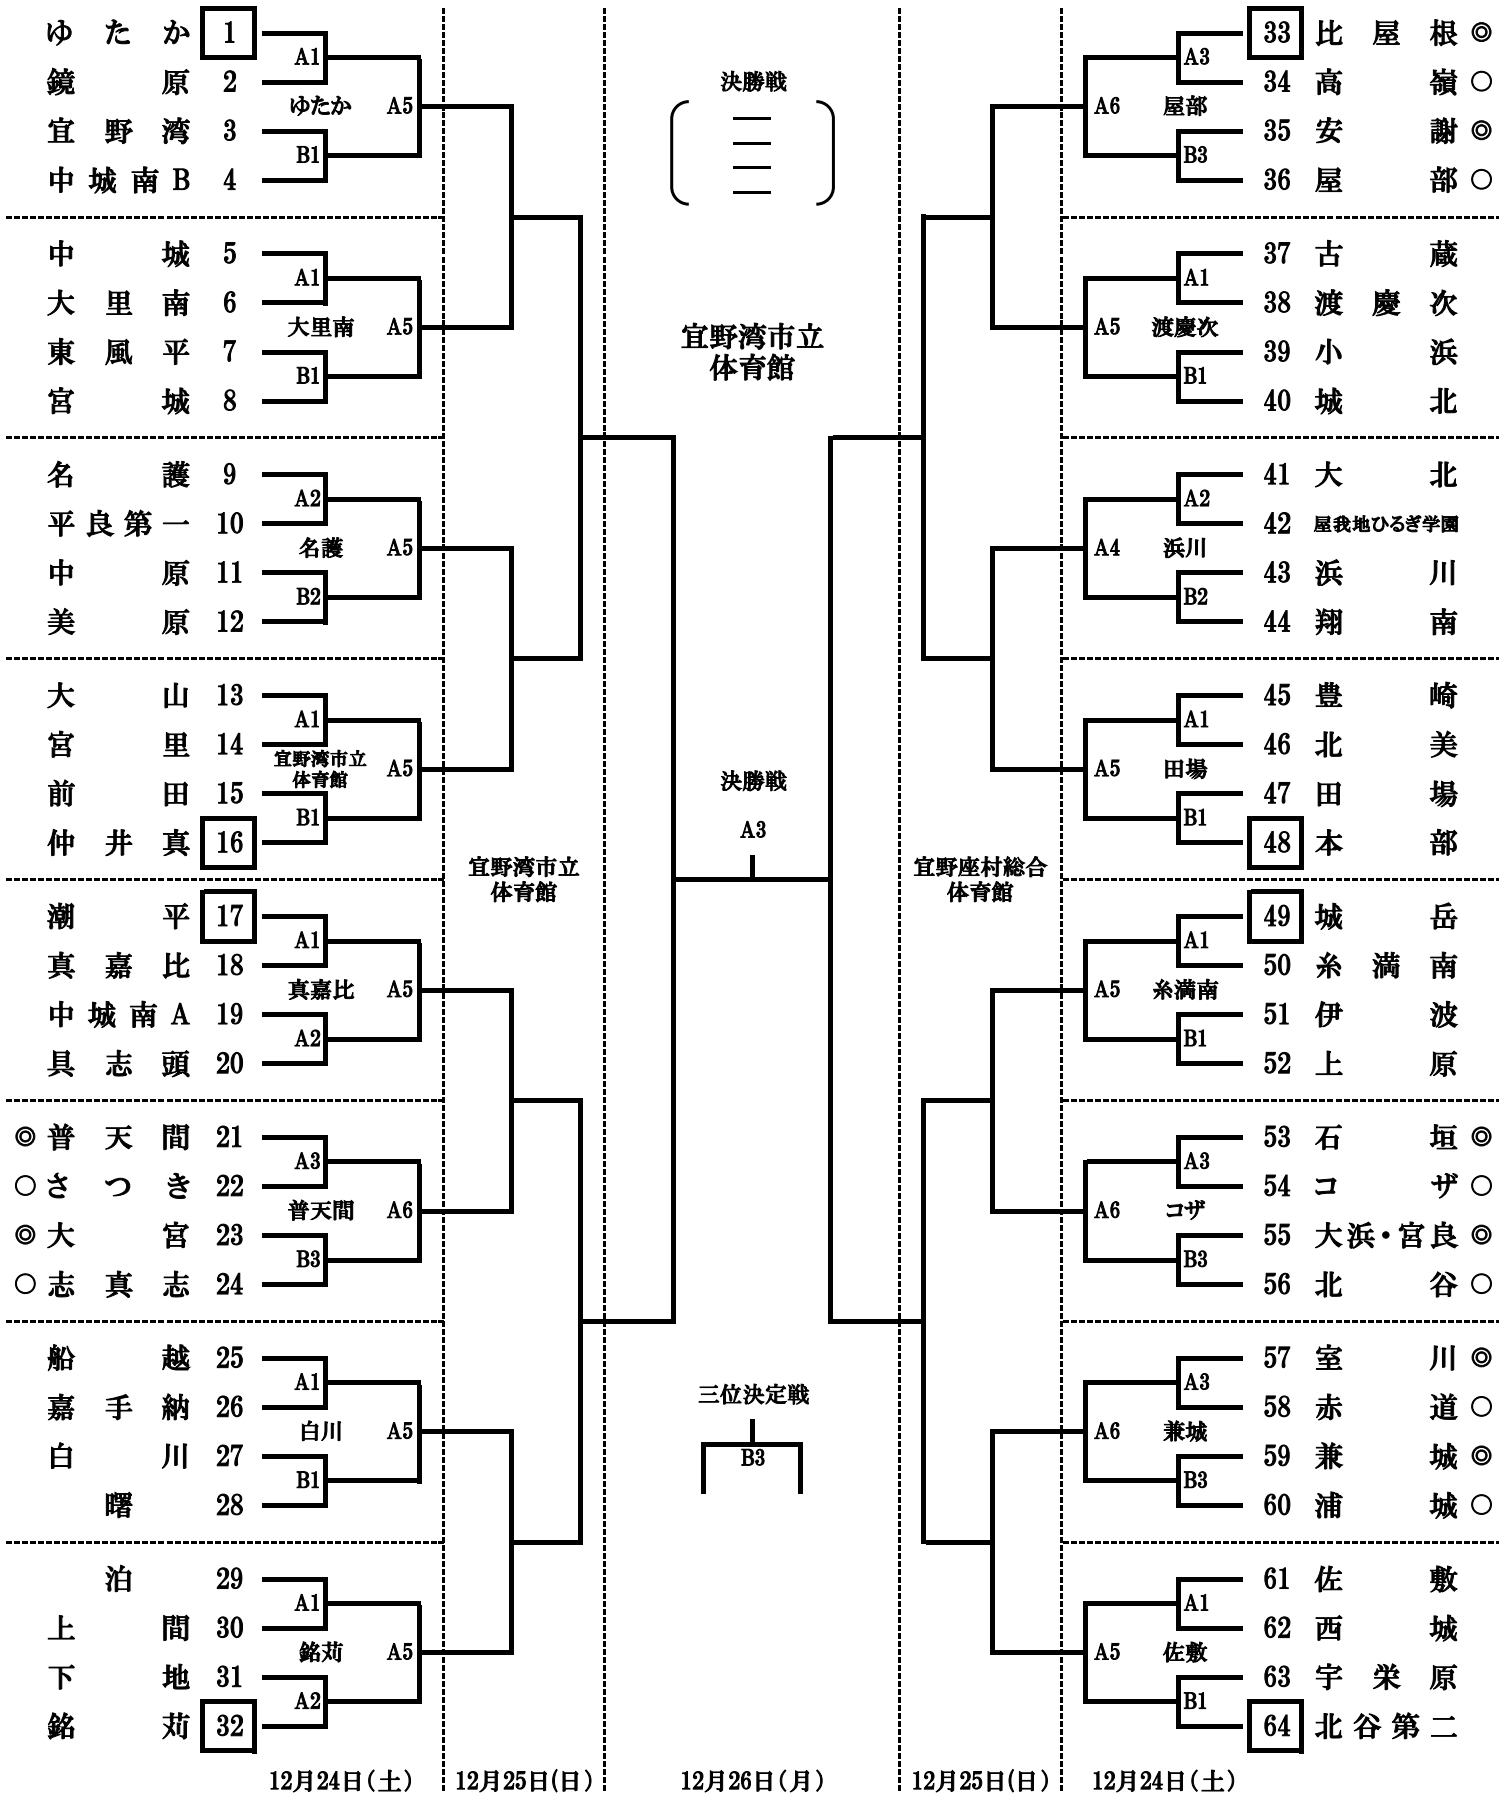 ゆたか 1
A1
鏡原 2
ゆたか A5
宜野湾 3
B1
中城南B 4
中城 5
A1
大里南 6
大里南 A5
東風平 7
B1
宮城 8
名護 9
A2
平良第一 10
名護 A5
中原 11
B2
美原 12
大山 13
A1
宮里 14
宜野湾市立
体育館
A5
前田 15
B1
仲井真 16
潮平 17
A1
真嘉比 18
真嘉比 A5
中城南A 19
A2
具志頭 20
◎普天間 21
A3
○さつき 22
普天間 A6
◎大宮 23
B3
○志真志 24
船越 25
A1
嘉手納 26
白川 A5
白川 27
B1
曙 28
泊 29
A1
上間 30
銘苅 A5
下地 31
A2
銘苅 32
12月24日(土)
宜野湾市立
体育館
12月25日(日)
決勝戦
宜野湾市立
体育館
決勝戦
A3
三位決定戦
B3
12月26日(月)
宜野座村総合
体育館
12月25日(日)
33 比屋根 ◎
A3
34 高嶺 ○
A6 屋部
35 安謝 ◎
B3
36 屋部 ○
37 古蔵
A1
38 渡慶次
A5 渡慶次
39 小浜
B1
40 城北
41 大北
A2
42 屋我地ひるぎ学園
A4 浜川
43 浜川
B2
44 翔南
45 豊崎
A1
46 北美
A5 田場
47 田場
B1
48 本部
49 城岳
A1
50 糸満南
A5 糸満南
51 伊波
B1
52 上原
53 石垣 ◎
A3
54 コザ ○
A6 コザ
55 大浜・宮良 ◎
B3
56 北谷 ○
57 室川 ◎
A3
58 赤道 ○
A6 兼城
59 兼城 ◎
B3
60 浦城 ○
61 佐敷
A1
62 西城
A5 佐敷
63 宇栄原
B1
64 北谷第二
12月24日(土)